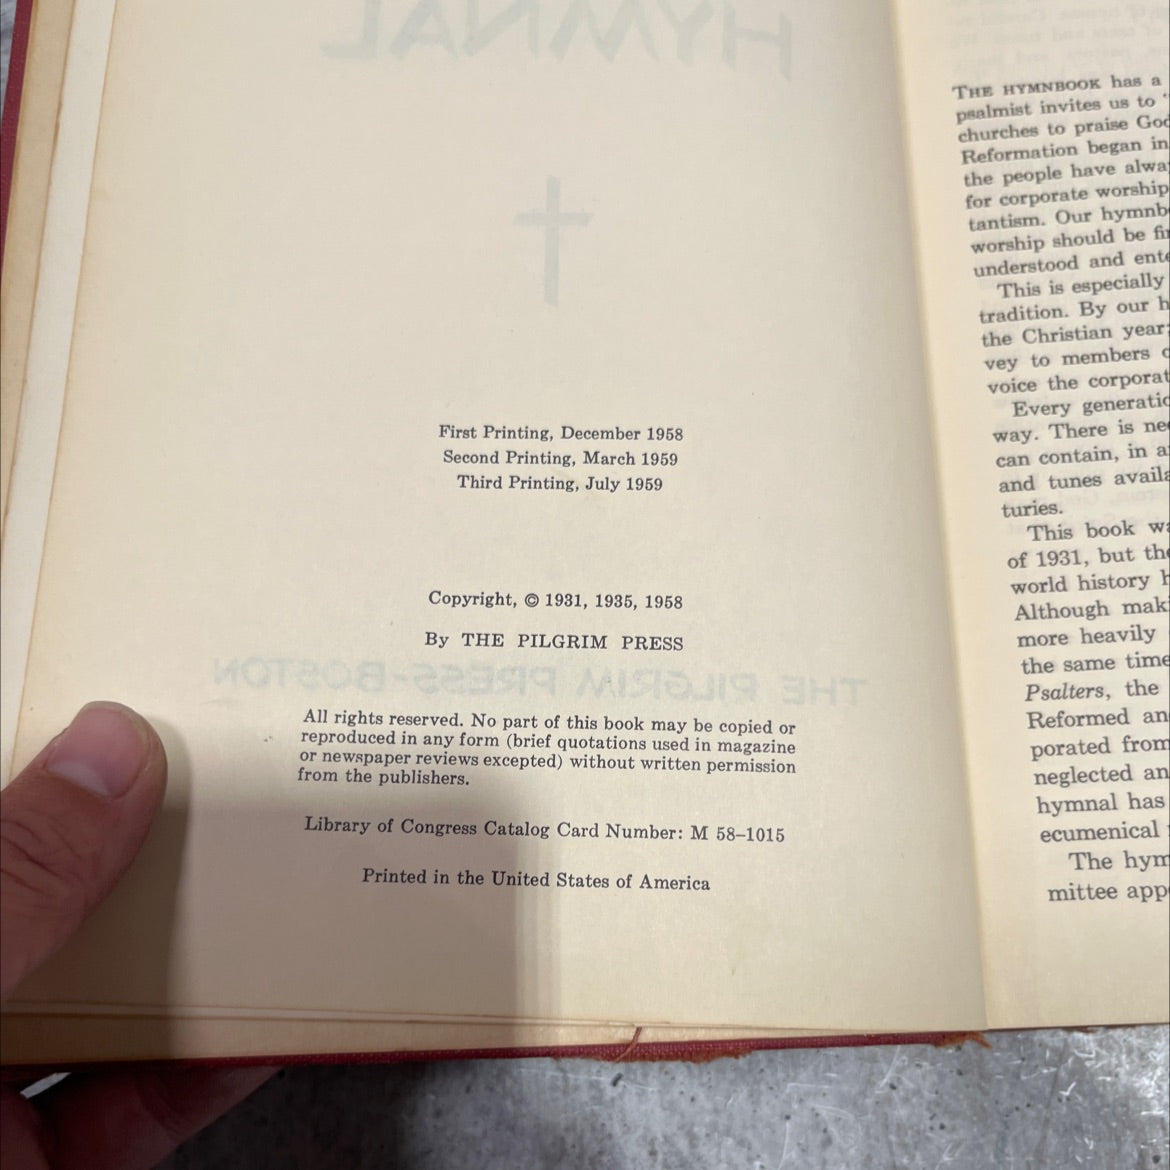 HYMNAL
First Printing, December 1958
Second Printing, March 1959
Third Printing, July 1959
Copyright, © 1931, 1935, 1958
By THE PILGRIM PRESS
THE PILGRIM PRESS-BOSTON
All rights reserved. No part of this book may be copied or
reproduced in any form (brief quotations used in magazine
or newspaper reviews excepted) without written permission
from the publishers.
Library of Congress Catalog Card Number: M 58–1015
Printed in the United States of America
THE HYMNBOOK has a
psalmist invites us to
churches to praise God
Reformation began in
the people have
for corporate worship
tantism. Our
worship should be
understood and
This is especially
tradition. By our
the Christian year
vey to members
voice the
Every
way. There is
can contain, in
and tunes
turies.
This book
of 1931, but
world history
Although
more heavily
the same time
Psalters, the
Reformed
porated from
neglected
hymnal has
ecumenical
The
mittee